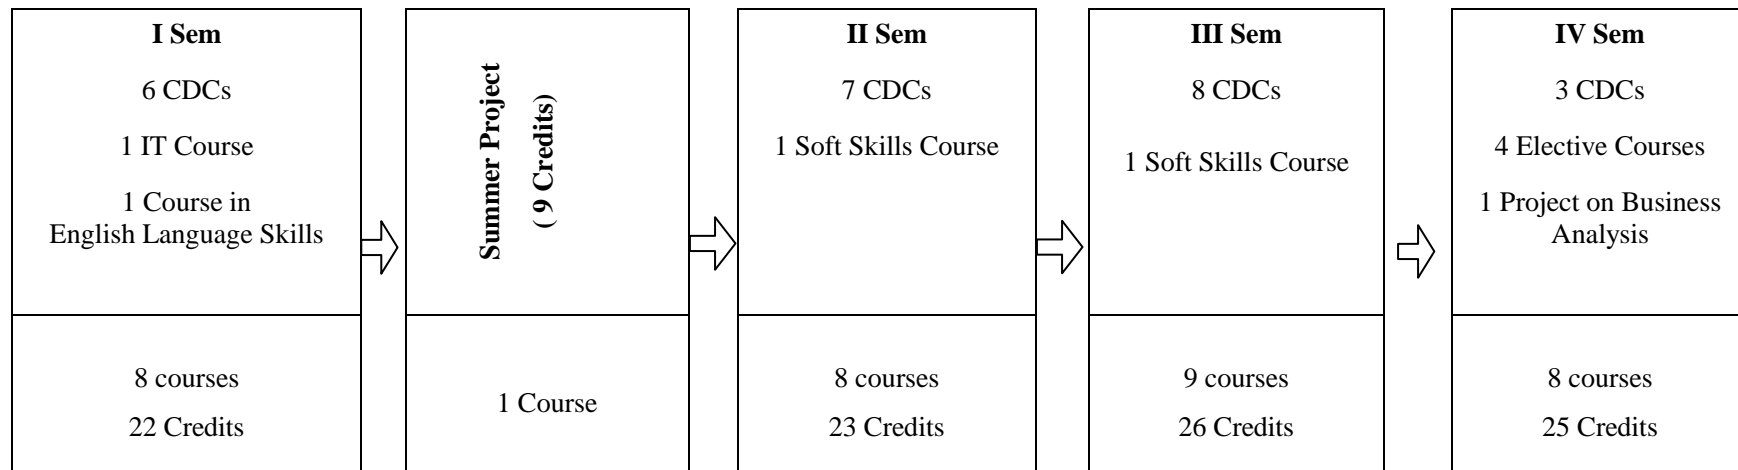 I Sem
6 CDCs
1 IT Course
1 Course in
English Language Skills
8 courses
22 Credits
Summer Project
( 9 Credits)
1 Course
II Sem
7 CDCs
1 Soft Skills Course
8 courses
23 Credits
III Sem
8 CDCs
1 Soft Skills Course
9 courses
26 Credits
IV Sem
3 CDCs
4 Elective Courses
1 Project on Business
Analysis
8 courses
25 Credits